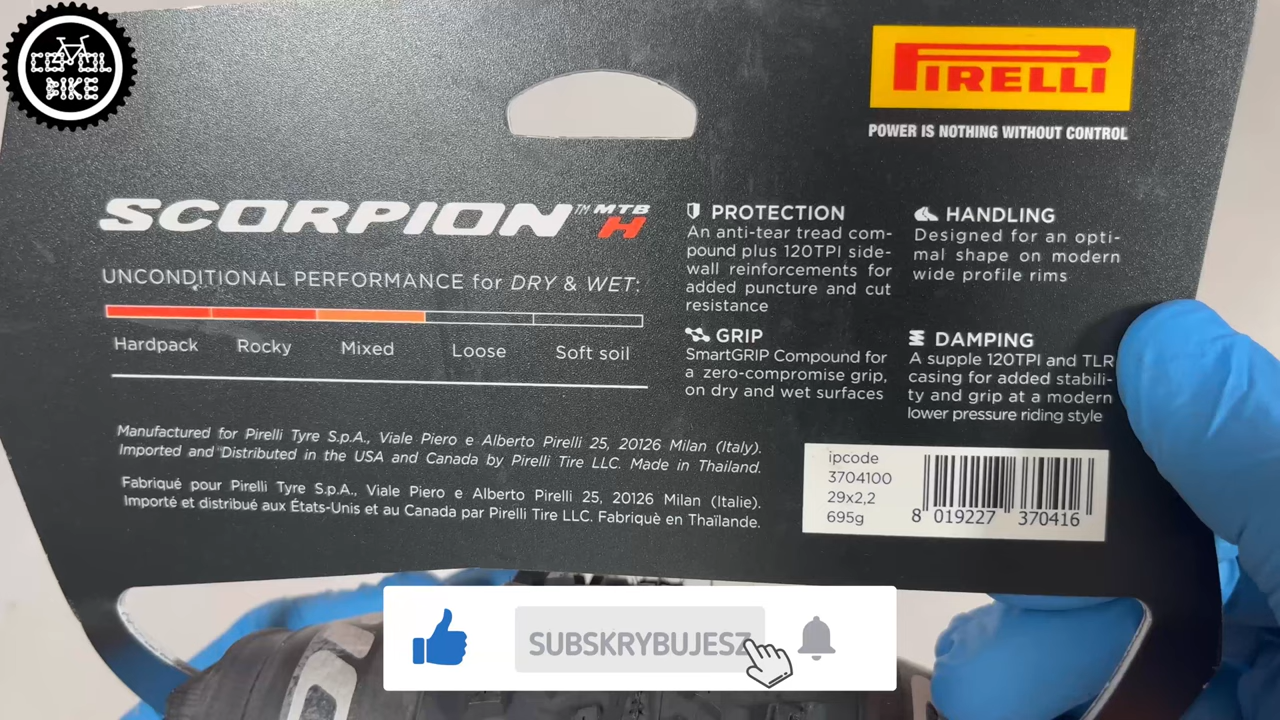 CEWOOL
BIKE
PIRELLI
POWER IS NOTHING WITHOUT CONTROL
SCORPION™ MTB
H
UNCONDITIONAL PERFORMANCE for DRY & WET:
Hardpack Rocky Mixed Loose Soft soil
PROTECTION
An anti-tear tread com-
pound plus 120TPI side-
wall reinforcements for
added puncture and cut
resistance
HANDLING
Designed for an opti-
mal shape on modern
wide profile rims
GRIP
SmartGRIP Compound for
a zero-compromise grip,
on dry and wet surfaces
DAMPING
A supple 120TPI and TLR
casing for added stabili-
ty and grip at a modern
lower pressure riding style
Manufactured for Pirelli Tyre S.p.A., Viale Piero e Alberto Pirelli 25, 20126 Milan (Italy).
Imported and Distributed in the USA and Canada by Pirelli Tire LLC. Made in Thailand.
Fabriqué pour Pirelli Tyre S.p.A., Viale Piero e Alberto Pirelli 25, 20126 Milan (Italie).
Importé et distribué aux États-Unis et au Canada par Pirelli Tire LLC. Fabriquè en Thaïlande.
ipcode
3704100
29x2,2
695g
8 019227 370416
SUBSKRYBUJESZ